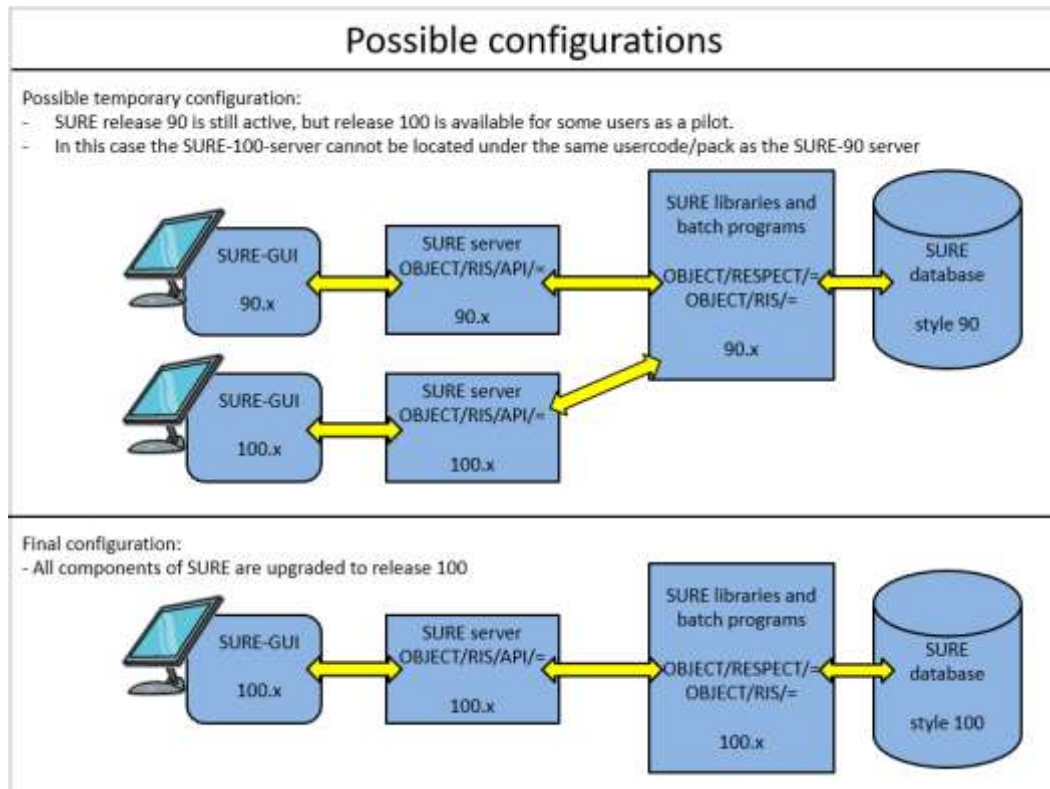 Possible configurations
Possible temporary configuration:
- SURE release 90 is still active, but release 100 is available for some users as a pilot.
- In this case the SURE-100-server cannot be located under the same usercode/pack as the SURE-90 server
SURE-GUI
90.x
SURE server
OBJECT/RIS/API/=
90.x
SURE libraries and
batch programs
OBJECT/RESPECT/=
OBJECT/RIS/=
90.x
SURE
database
style 90
SURE-GUI
100.x
SURE server
OBJECT/RIS/API/=
100.x
Final configuration:
- All components of SURE are upgraded to release 100
SURE-GUI
100.x
SURE server
OBJECT/RIS/API/=
100.x
SURE libraries and
batch programs
OBJECT/RESPECT/=
OBJECT/RIS/=
100.x
SURE
database
style 100